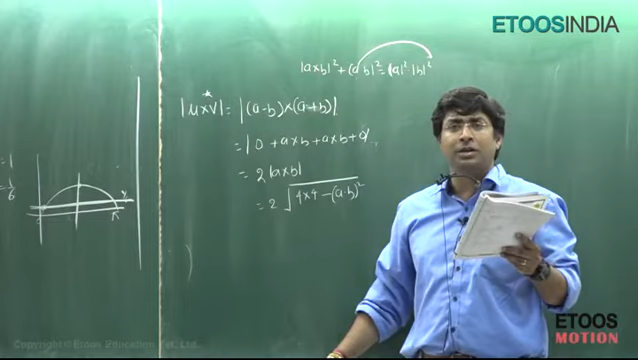 ETOOSINDIA
|a×b|² + (a·b)² = |a|² |b|²
|u×v| = |(a-b)×(a+b)|
= | 0 + a×b + a×b + 0|
= 2 |a×b|
= 2 √4×4 - (a·b)²
= 1
π
ETOOS
MOTION
Copyright © Etoos Education Pvt. Ltd.